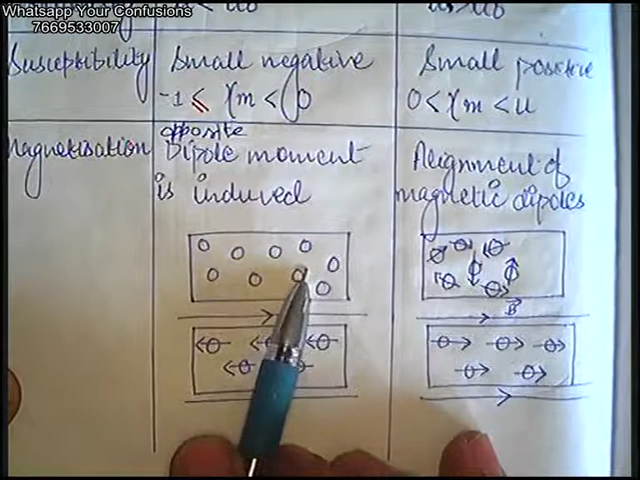 Whatsapp Your Confusions
7669533007
Susceptibility
Small negative
Small positive
-1 ≤ χm < 0
0 < χm < u
Magnetisation
opposite
Dipole moment
is induved
Alignment of
magnetic dipoles
B